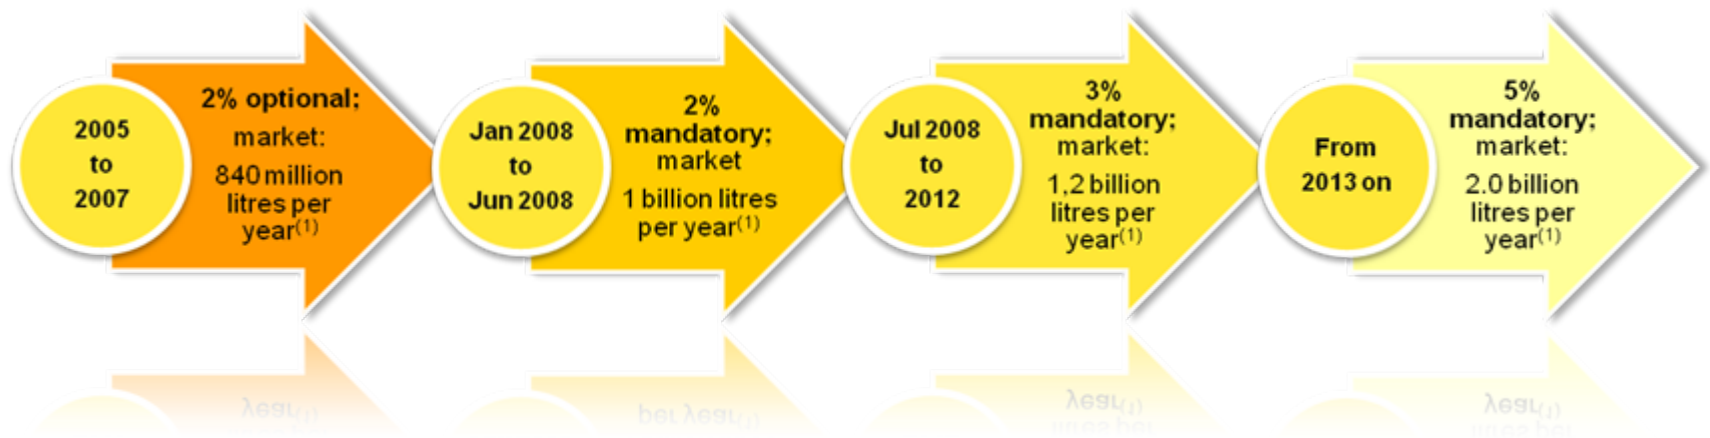 2005
to
2007
2% optional;
market:
840 million
litres per
year(1)
Jan 2008
to
Jun 2008
2%
mandatory;
market
1 billion litres
per year(1)
Jul 2008
to
2012
3%
mandatory;
market:
1,2 billion
litres per
year(1)
From
2013 on
5%
mandatory;
market:
2.0 billion
litres per
year(1)